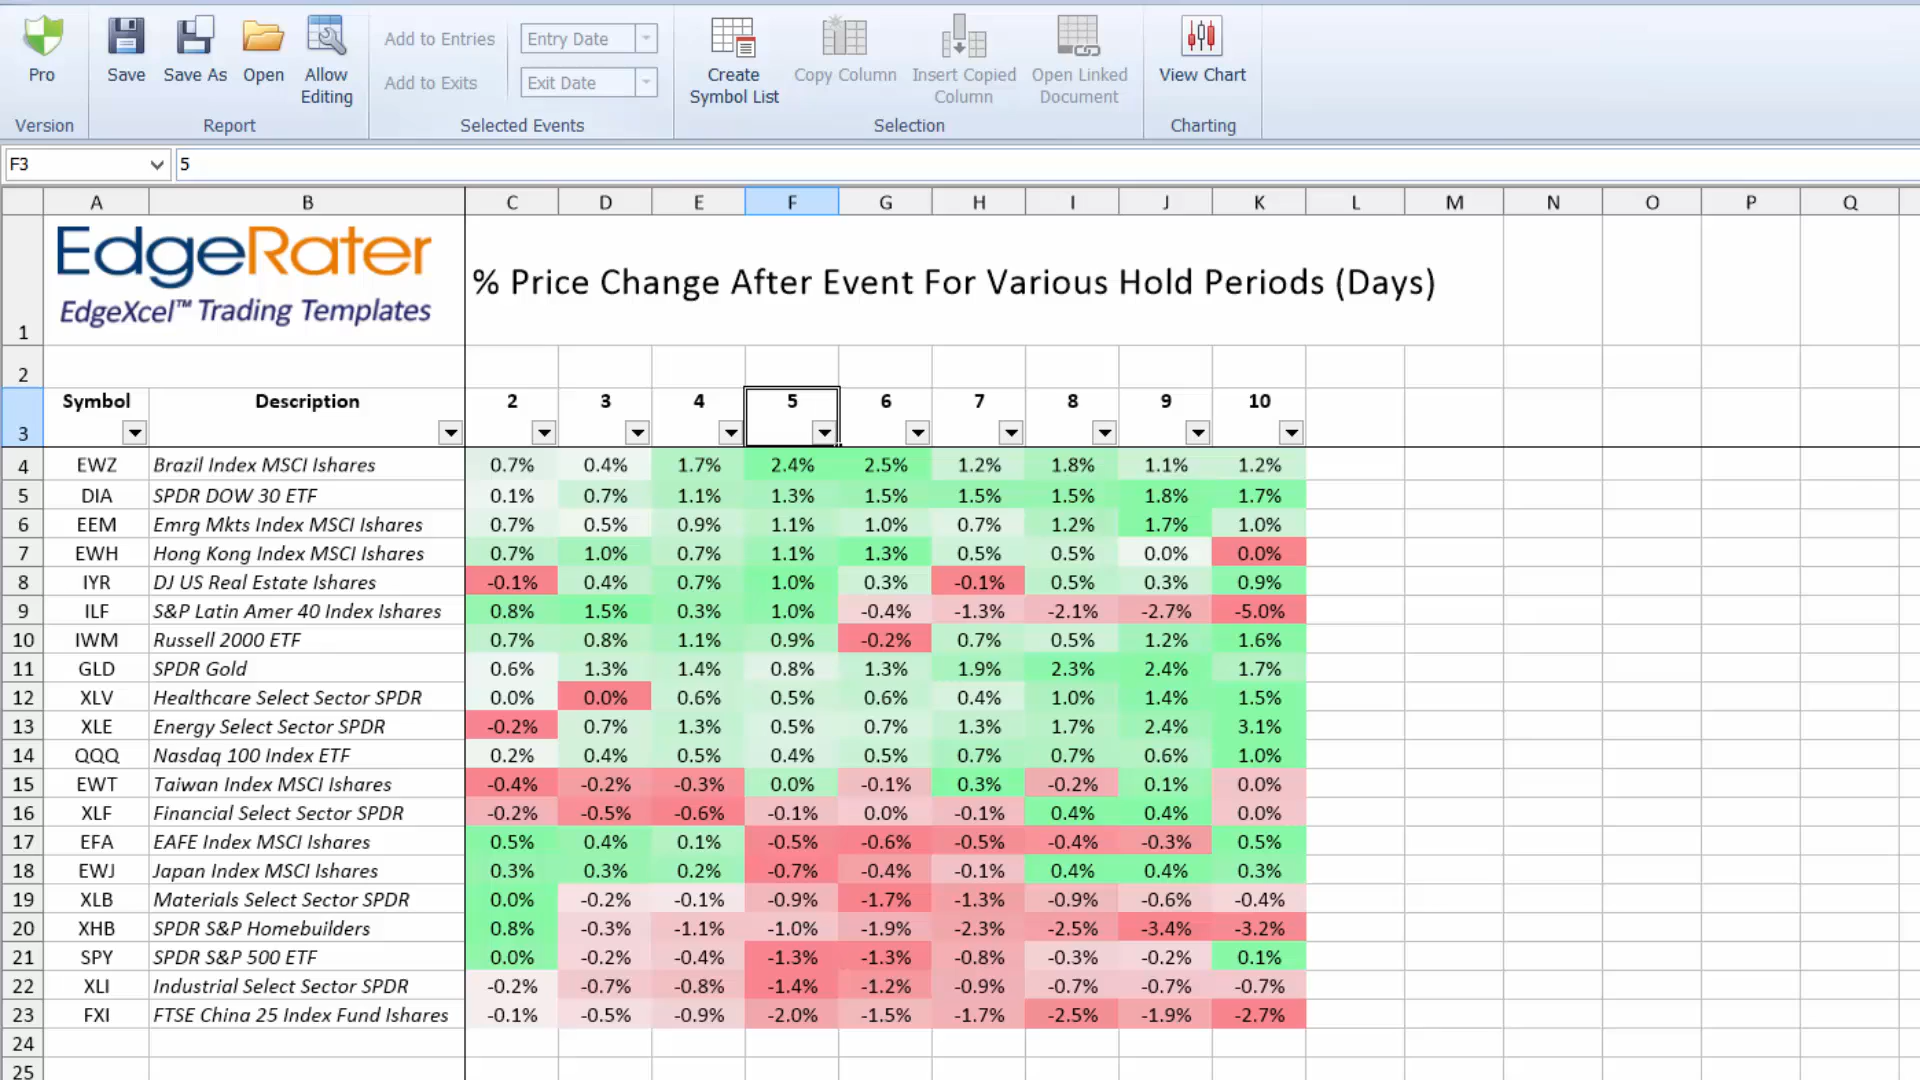 Pro Save Save As Open Allow Editing Add to Entries Entry Date Create Symbol List Copy Column Insert Copied Column Open Linked Document View Chart
Add to Exits Exit Date
Version Report Selected Events Selection Charting
F3 5
A B C D E F G H I J K L M N O P Q
EdgeRater
EdgeXcel™ Trading Templates
1 % Price Change After Event For Various Hold Periods (Days)
2
3 Symbol Description 2 3 4 5 6 7 8 9 10
4 EWZ Brazil Index MSCI Ishares 0.7% 0.4% 1.7% 2.4% 2.5% 1.2% 1.8% 1.1% 1.2%
5 DIA SPDR DOW 30 ETF 0.1% 0.7% 1.1% 1.3% 1.5% 1.5% 1.5% 1.8% 1.7%
6 EEM Emrg Mkts Index MSCI Ishares 0.7% 0.5% 0.9% 1.1% 1.0% 0.7% 1.2% 1.7% 1.0%
7 EWH Hong Kong Index MSCI Ishares 0.7% 1.0% 0.7% 1.1% 1.3% 0.5% 0.5% 0.0% 0.0%
8 IYR DJ US Real Estate Ishares -0.1% 0.4% 0.7% 1.0% 0.3% -0.1% 0.5% 0.3% 0.9%
9 ILF S&P Latin Amer 40 Index Ishares 0.8% 1.5% 0.3% 1.0% -0.4% -1.3% -2.1% -2.7% -5.0%
10 IWM Russell 2000 ETF 0.7% 0.8% 1.1% 0.9% -0.2% 0.7% 0.5% 1.2% 1.6%
11 GLD SPDR Gold 0.6% 1.3% 1.4% 0.8% 1.3% 1.9% 2.3% 2.4% 1.7%
12 XLV Healthcare Select Sector SPDR 0.0% 0.0% 0.6% 0.5% 0.6% 0.4% 1.0% 1.4% 1.5%
13 XLE Energy Select Sector SPDR -0.2% 0.7% 1.3% 0.5% 0.7% 1.3% 1.7% 2.4% 3.1%
14 QQQ Nasdaq 100 Index ETF 0.2% 0.4% 0.5% 0.4% 0.5% 0.7% 0.7% 0.6% 1.0%
15 EWT Taiwan Index MSCI Ishares -0.4% -0.2% -0.3% 0.0% -0.1% 0.3% -0.2% 0.1% 0.0%
16 XLF Financial Select Sector SPDR -0.2% -0.5% -0.6% -0.1% 0.0% -0.1% 0.4% 0.4% 0.0%
17 EFA EAFE Index MSCI Ishares 0.5% 0.4% 0.1% -0.5% -0.6% -0.5% -0.4% -0.3% 0.5%
18 EWJ Japan Index MSCI Ishares 0.3% 0.3% 0.2% -0.7% -0.4% -0.1% 0.4% 0.4% 0.3%
19 XLB Materials Select Sector SPDR 0.0% -0.2% -0.1% -0.9% -1.7% -1.3% -0.9% -0.6% -0.4%
20 XHB SPDR S&P Homebuilders 0.8% -0.3% -1.1% -1.0% -1.9% -2.3% -2.5% -3.4% -3.2%
21 SPY SPDR S&P 500 ETF 0.0% -0.2% -0.4% -1.3% -1.3% -0.8% -0.3% -0.2% 0.1%
22 XLI Industrial Select Sector SPDR -0.2% -0.7% -0.8% -1.4% -1.2% -0.9% -0.7% -0.7% -0.7%
23 FXI FTSE China 25 Index Fund Ishares -0.1% -0.5% -0.9% -2.0% -1.5% -1.7% -2.5% -1.9% -2.7%
24
25